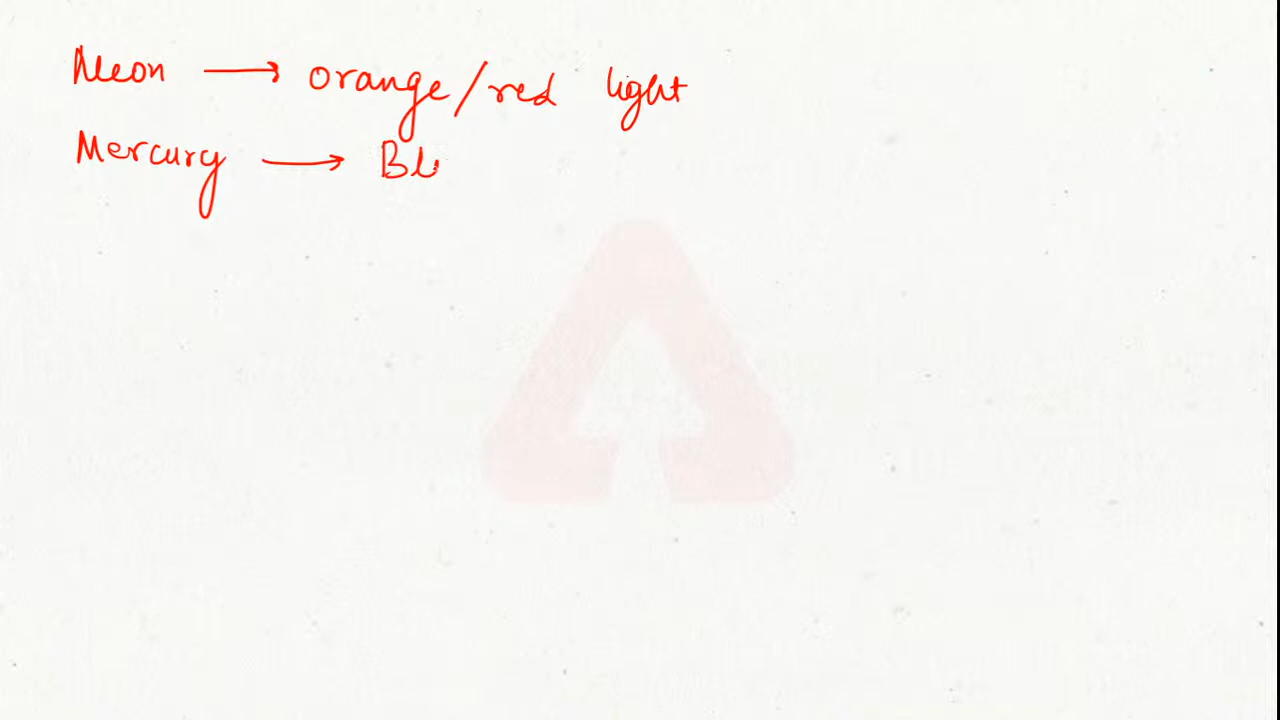 Neon → orange/red light
Mercury → Bl